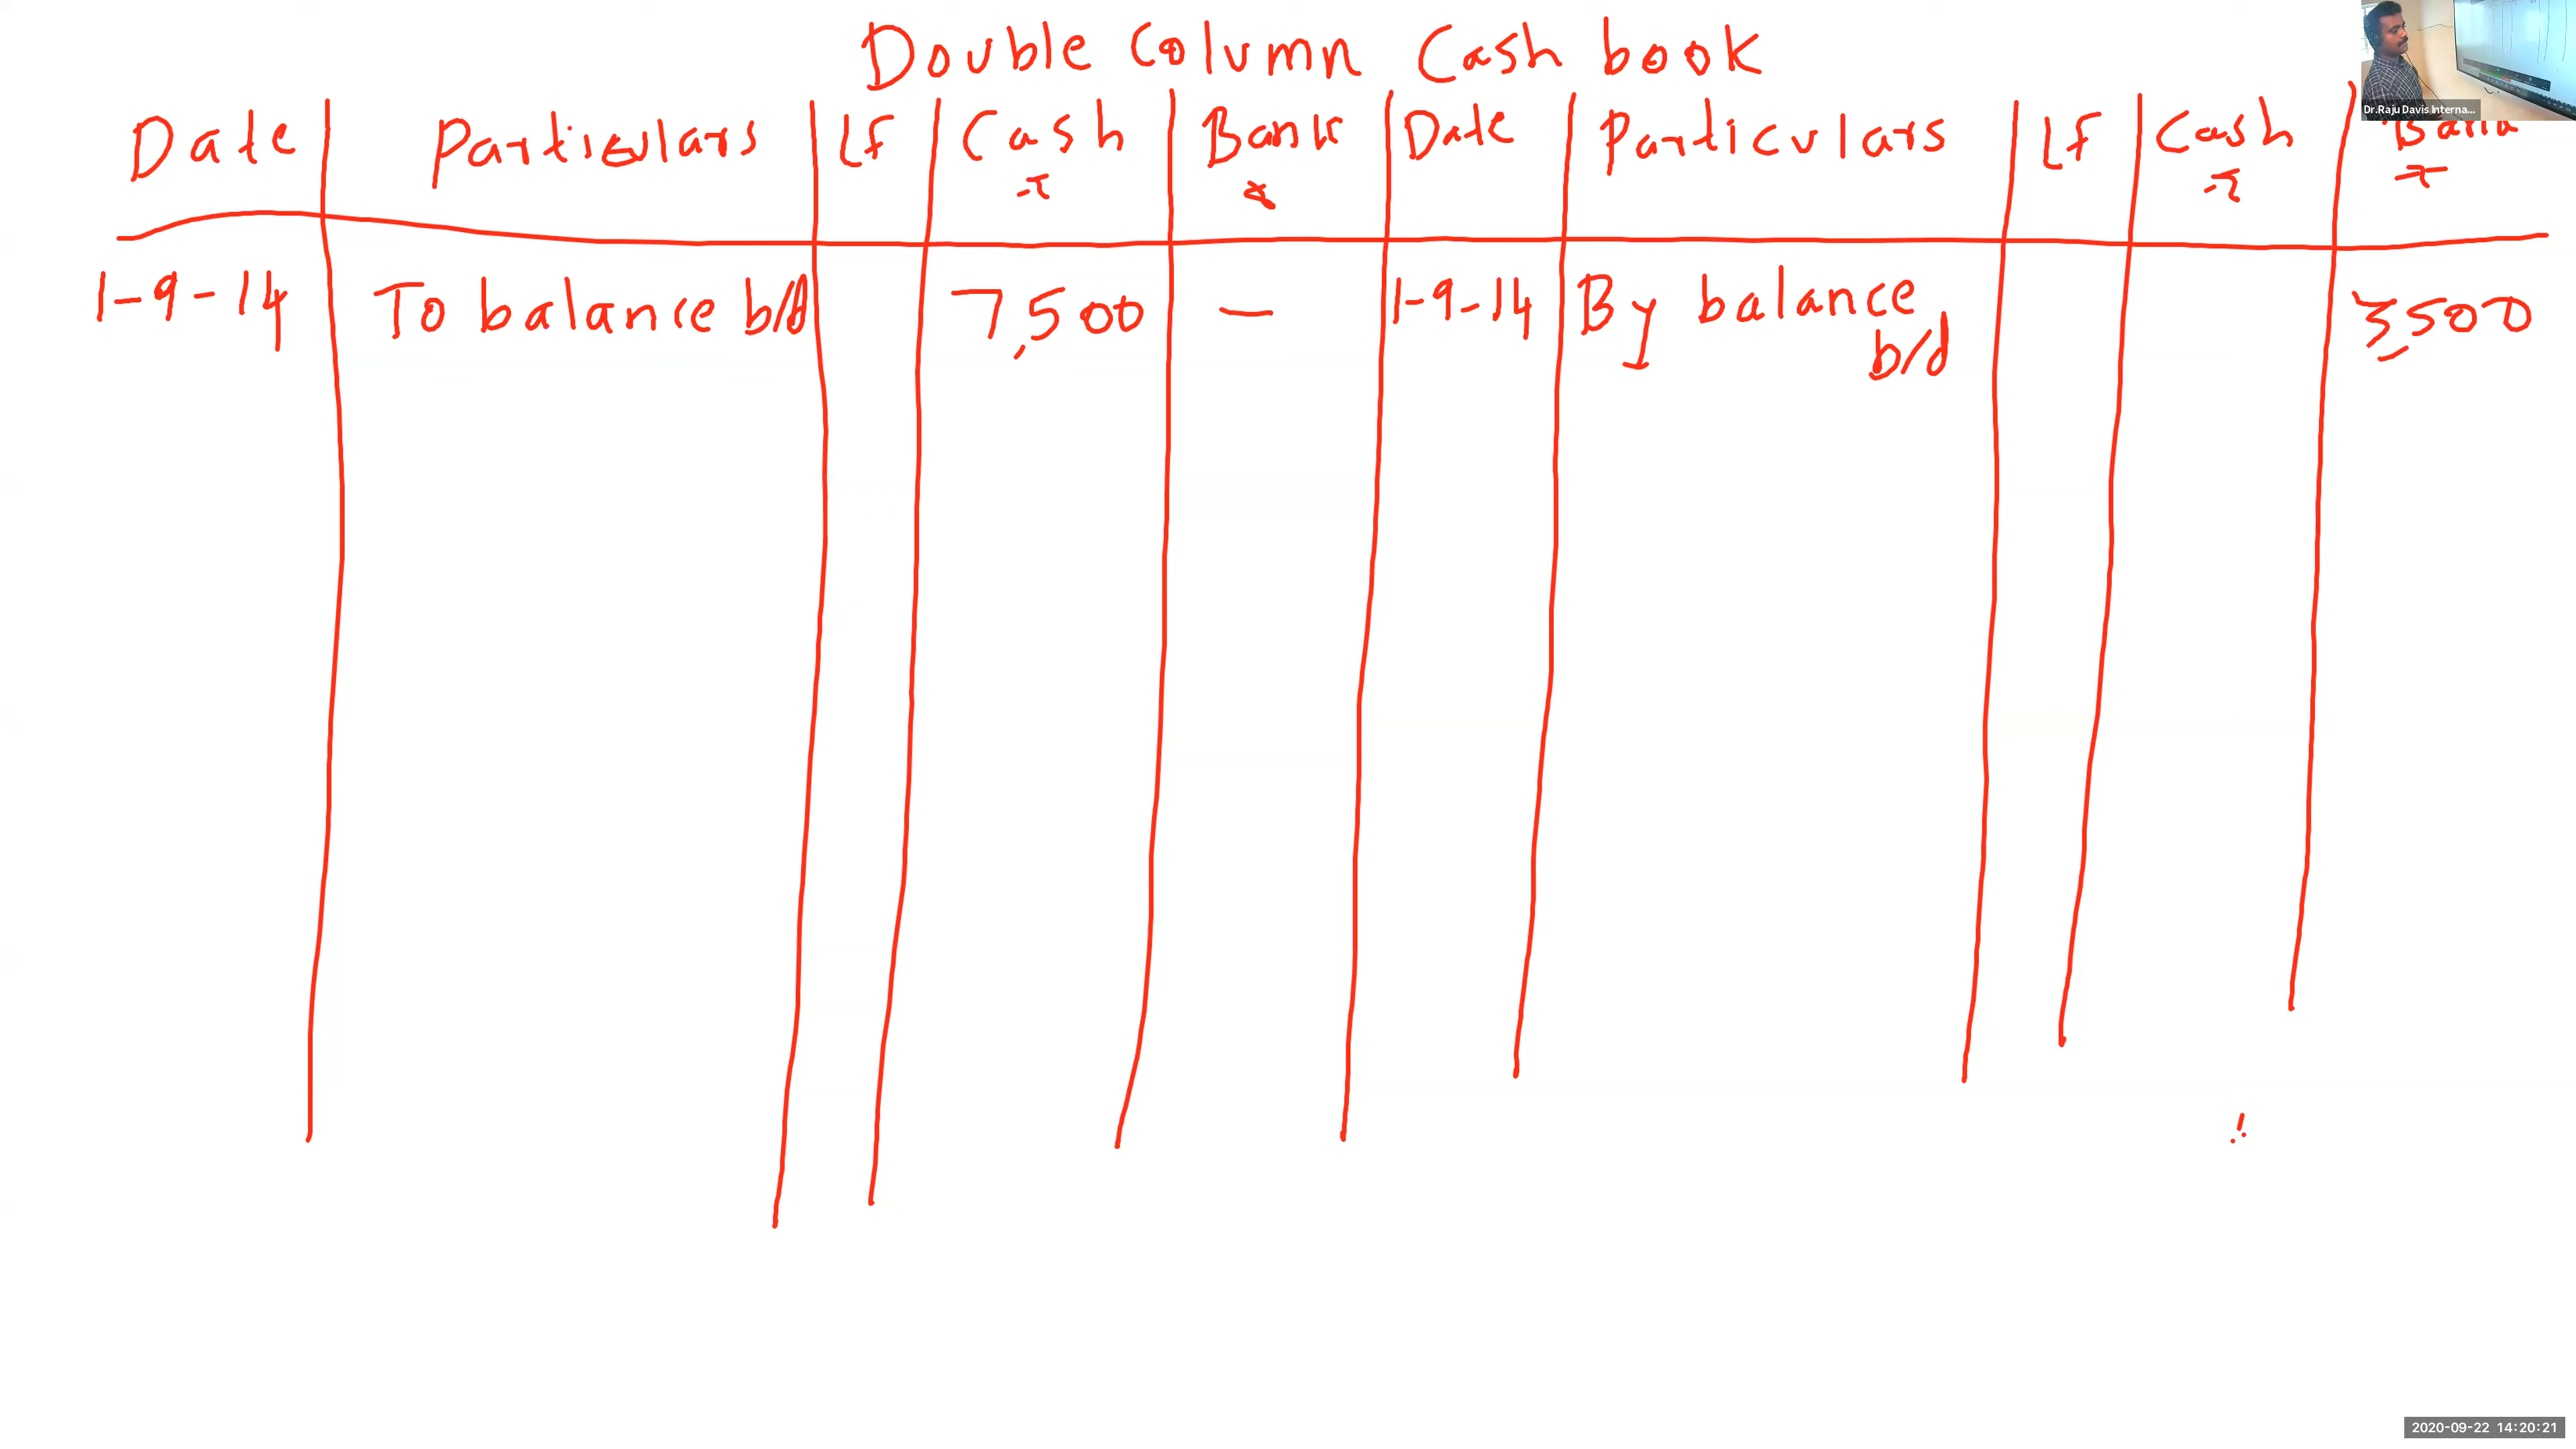 Double Column Cash book
Dr.Raju Davis Interna...
Date Particulars LF Cash Bank Date Particulars LF Cash Bank
1-9-14 To balance b/d 7,500 — 1-9-14 By balance 3,500
b/d
2020-09-22 14:20:21